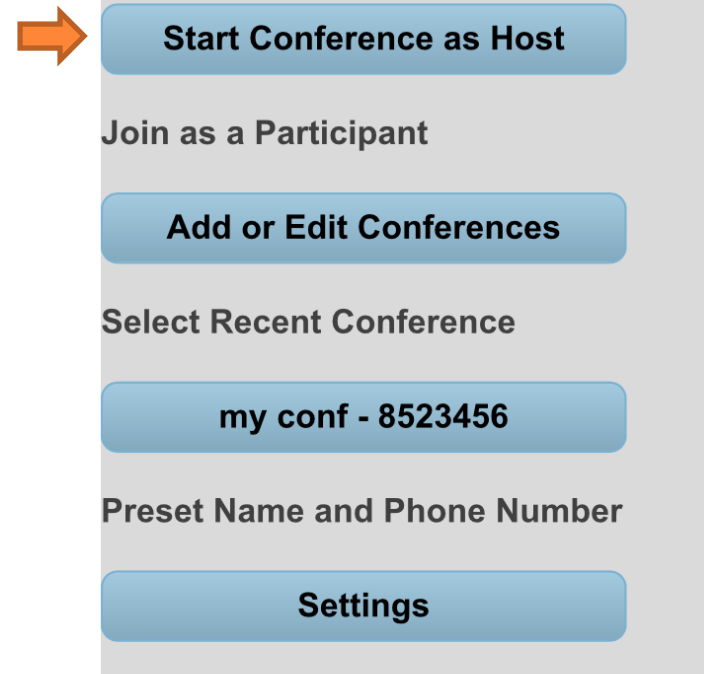 Start Conference as Host
Join as a Participant
Add or Edit Conferences
Select Recent Conference
my conf - 8523456
Preset Name and Phone Number
Settings